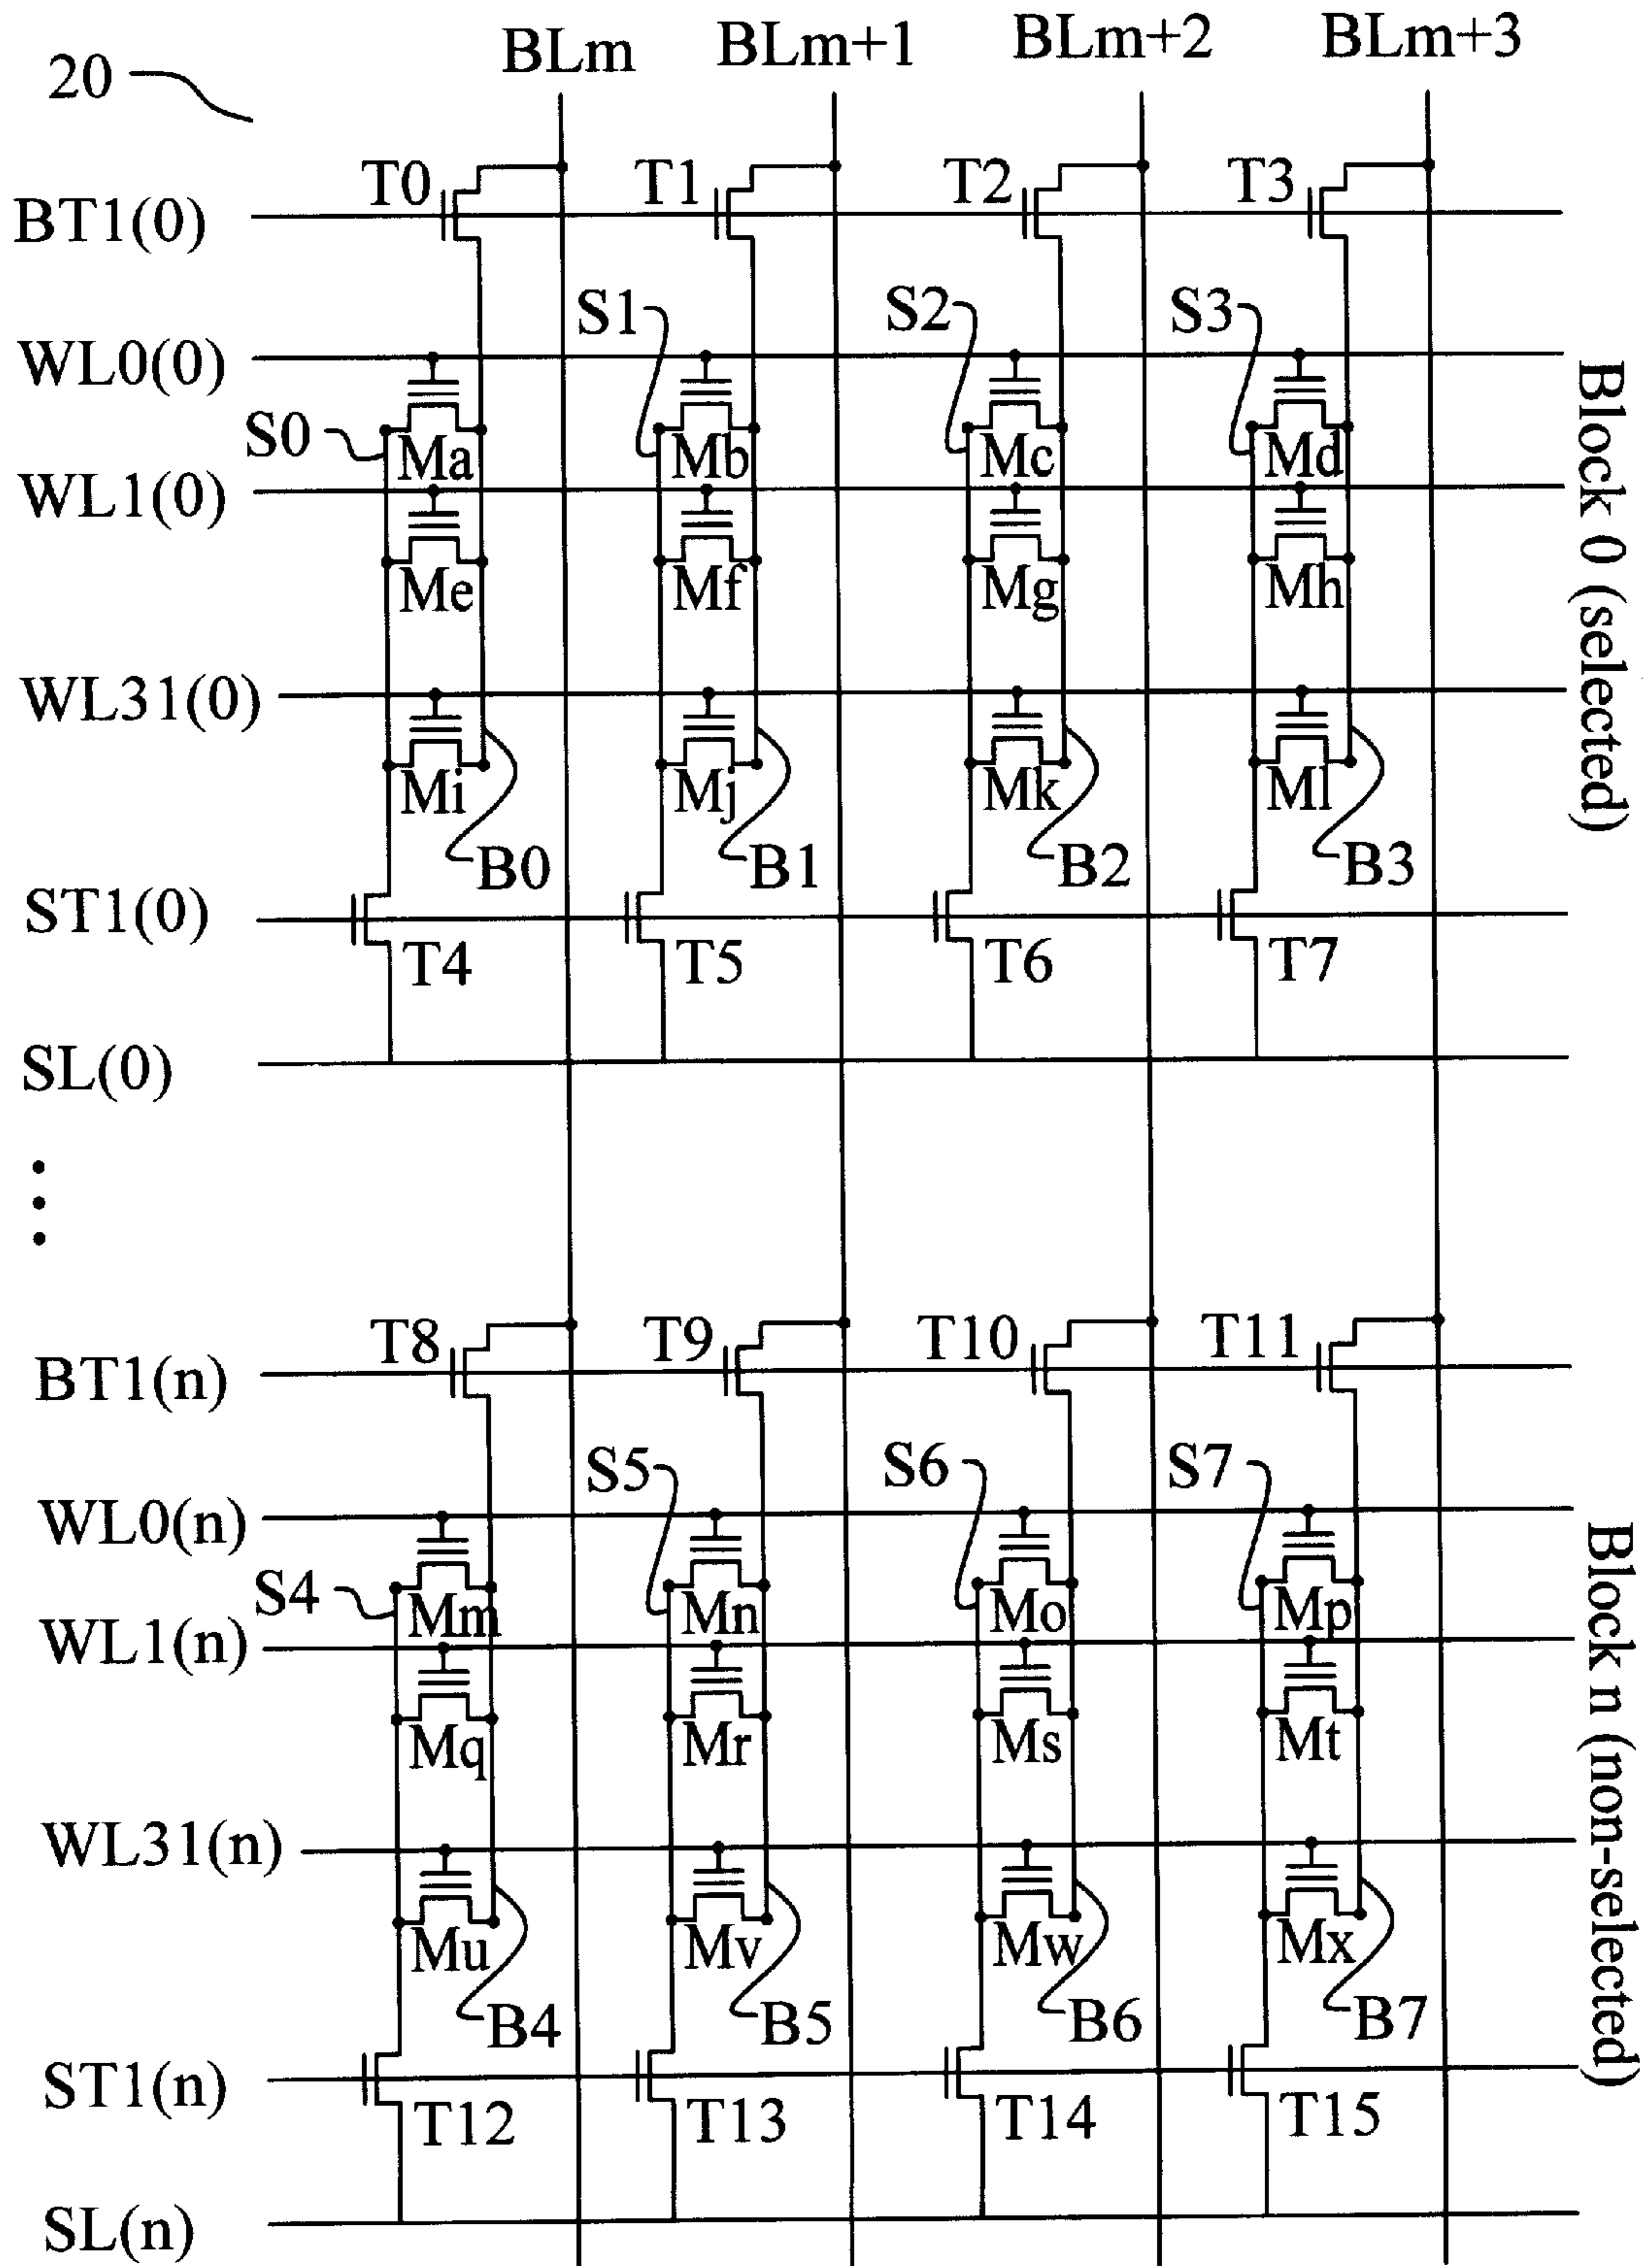 BLm BLm+1 BLm+2 BLm+3
20
T0 T1 T2 T3
BT1(0)
S1 S2 S3
WL0(0)
S0 Ma Mb Mc Md
WL1(0)
Me Mf Mg Mh
WL31(0)
Mi Mj Mk Ml
B0 B1 B2 B3
ST1(0)
T4 T5 T6 T7
SL(0)
Block 0 (selected)
T8 T9 T10 T11
BT1(n)
S5 S6 S7
WL0(n)
S4 Mm Mn Mo Mp
WL1(n)
Mq Mr Ms Mt
WL31(n)
Mu Mv Mw Mx
B4 B5 B6 B7
ST1(n)
T12 T13 T14 T15
SL(n)
Block n (non-selected)